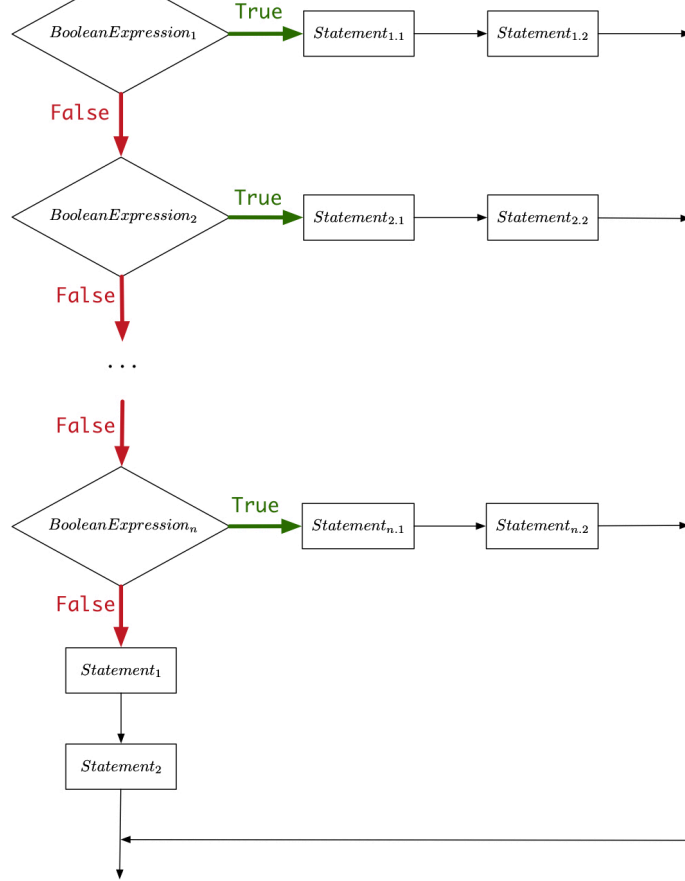 True
BooleanExpression₁ Statement₁.₁ Statement₁.₂
False
True
BooleanExpression₂ Statement₂.₁ Statement₂.₂
False
...
False
True
BooleanExpressionₙ Statementₙ.₁ Statementₙ.₂
False
Statement₁
Statement₂